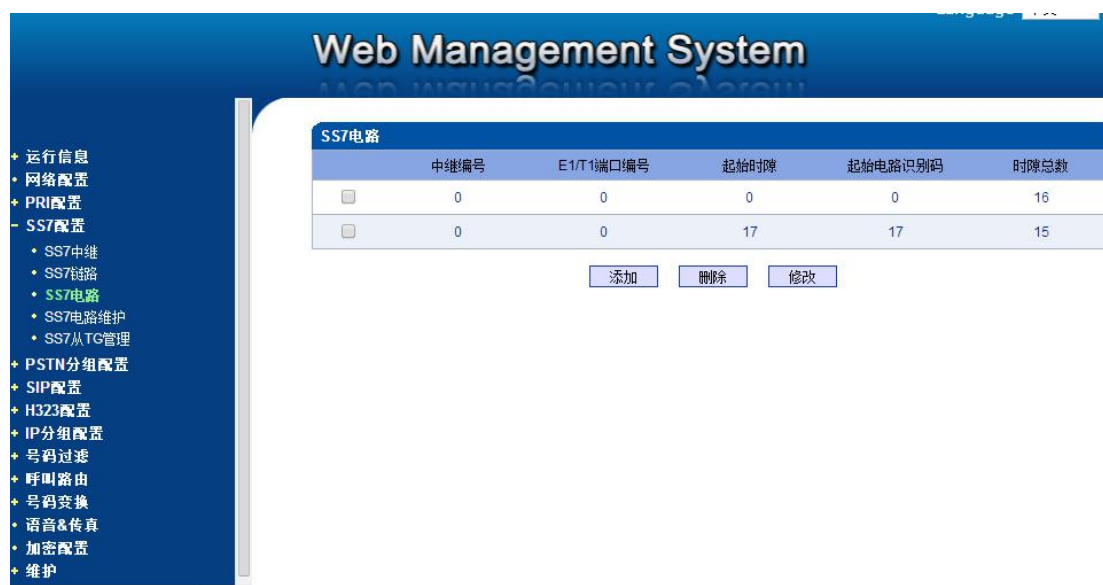 Web Management System
+ 运行信息
• 网络配置
+ PRI配置
- SS7配置
• SS7中继
• SS7链路
• SS7电路
• SS7电路维护
• SS7从TG管理
+ PSTN分组配置
+ SIP配置
+ H323配置
+ IP分组配置
+ 号码过滤
+ 呼叫路由
+ 号码变换
• 语音&传真
• 加密配置
+ 维护
SS7电路
中继编号 E1/T1端口编号 起始时隙 起始电路识别码 时隙总数
0 0 0 0 16
0 0 17 17 15
添加 删除 修改